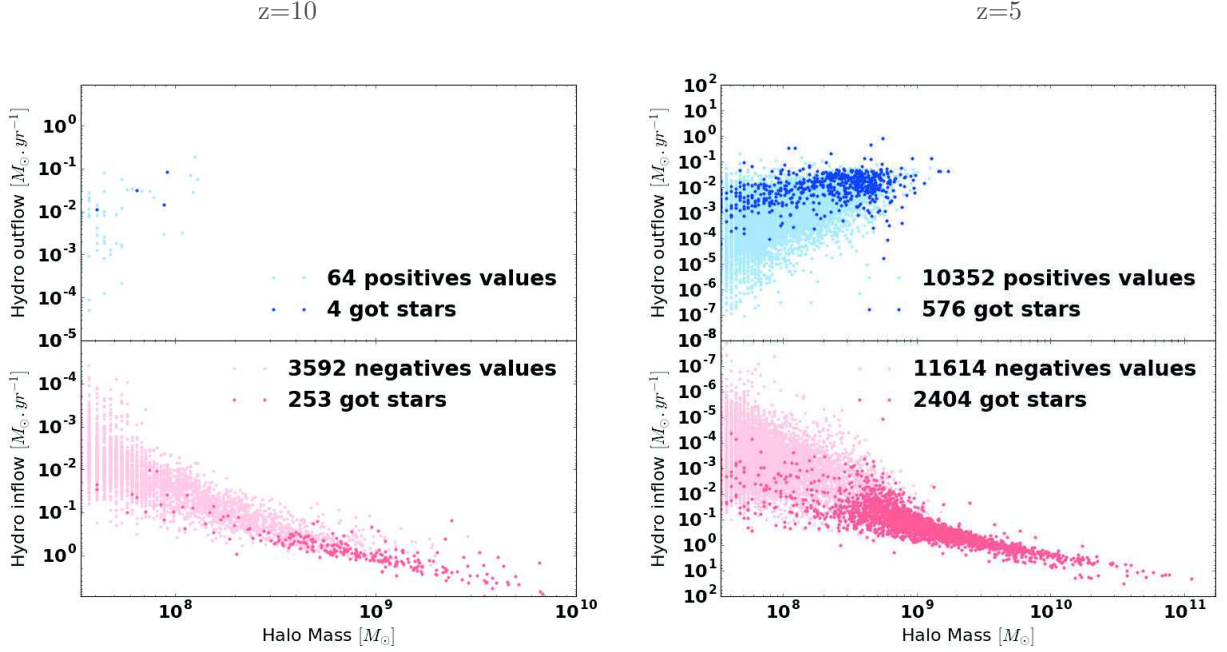 z=10
z=5
Hydro outflow [M⊙.yr⁻¹]
10⁰
10⁻¹
10⁻²
10⁻³
10⁻⁴
10⁻⁵
64 positives values
4 got stars
Hydro inflow [M⊙.yr⁻¹]
10⁻⁴
10⁻³
10⁻²
10⁻¹
10⁰
3592 negatives values
253 got stars
10⁸ 10⁹ 10¹⁰
Halo Mass [M⊙]
Hydro outflow [M⊙.yr⁻¹]
10²
10¹
10⁰
10⁻¹
10⁻²
10⁻³
10⁻⁴
10⁻⁵
10⁻⁶
10⁻⁷
10⁻⁸
10352 positives values
576 got stars
Hydro inflow [M⊙.yr⁻¹]
10⁻⁷
10⁻⁶
10⁻⁵
10⁻⁴
10⁻³
10⁻²
10⁻¹
10⁰
10¹
10²
11614 negatives values
2404 got stars
10⁸ 10⁹ 10¹⁰ 10¹¹
Halo Mass [M⊙]